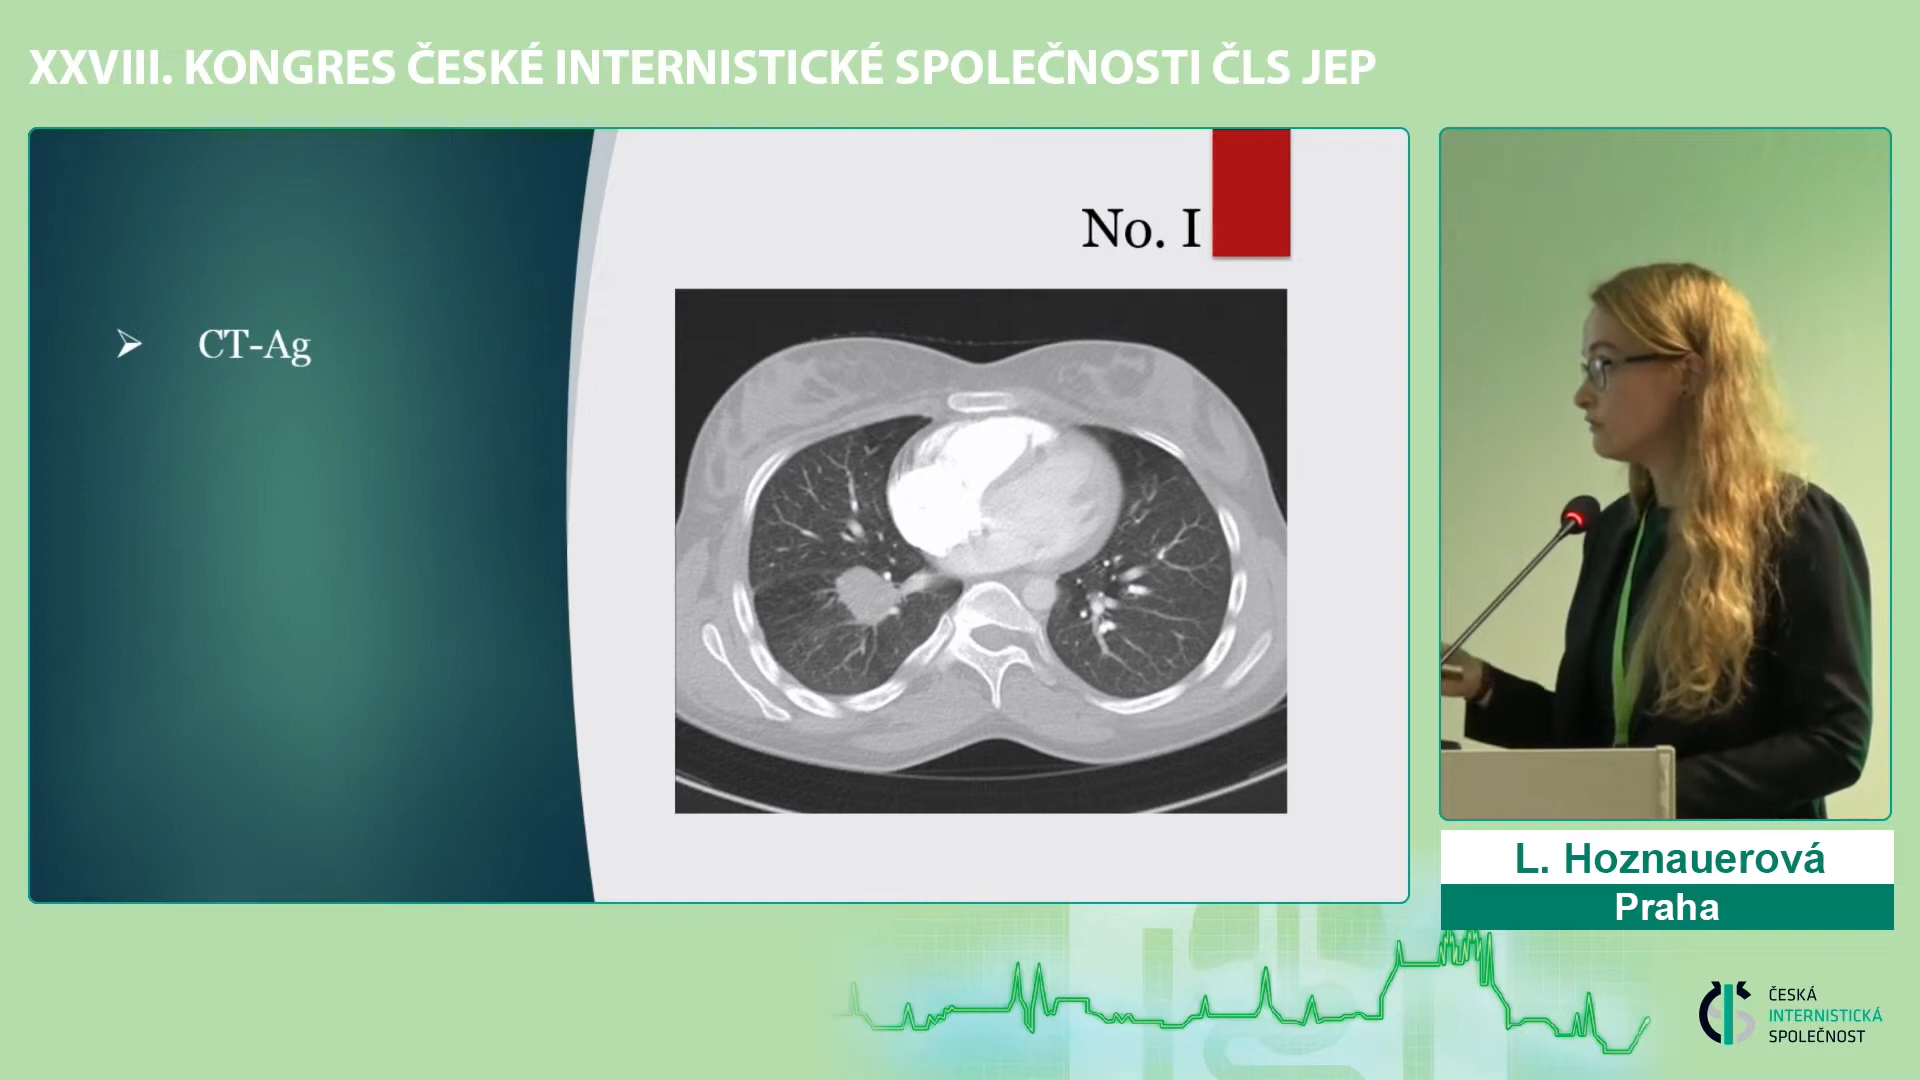 XXVIII. KONGRES ČESKÉ INTERNISTICKÉ SPOLEČNOSTI ČLS JEP
No. I
CT-Ag
L. Hoznauerová
Praha
ČESKÁ
INTERNISTICKÁ
SPOLEČNOST